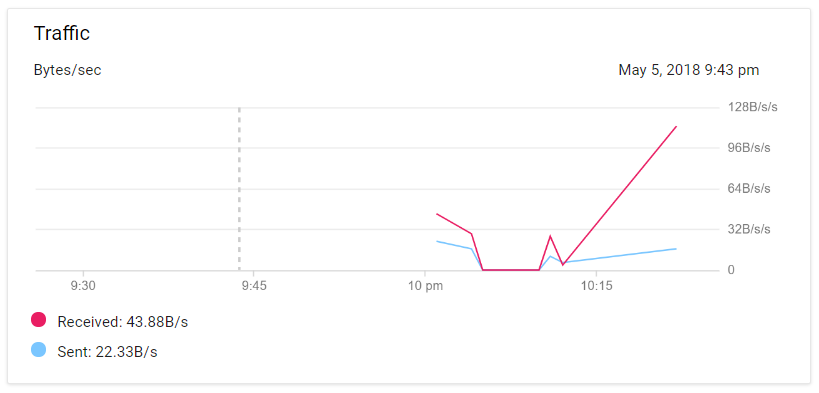 Traffic
Bytes/sec
May 5, 2018 9:43 pm
128B/s/s
96B/s/s
64B/s/s
32B/s/s
0
9:30
9:45
10 pm
10:15
Received: 43.88B/s
Sent: 22.33B/s